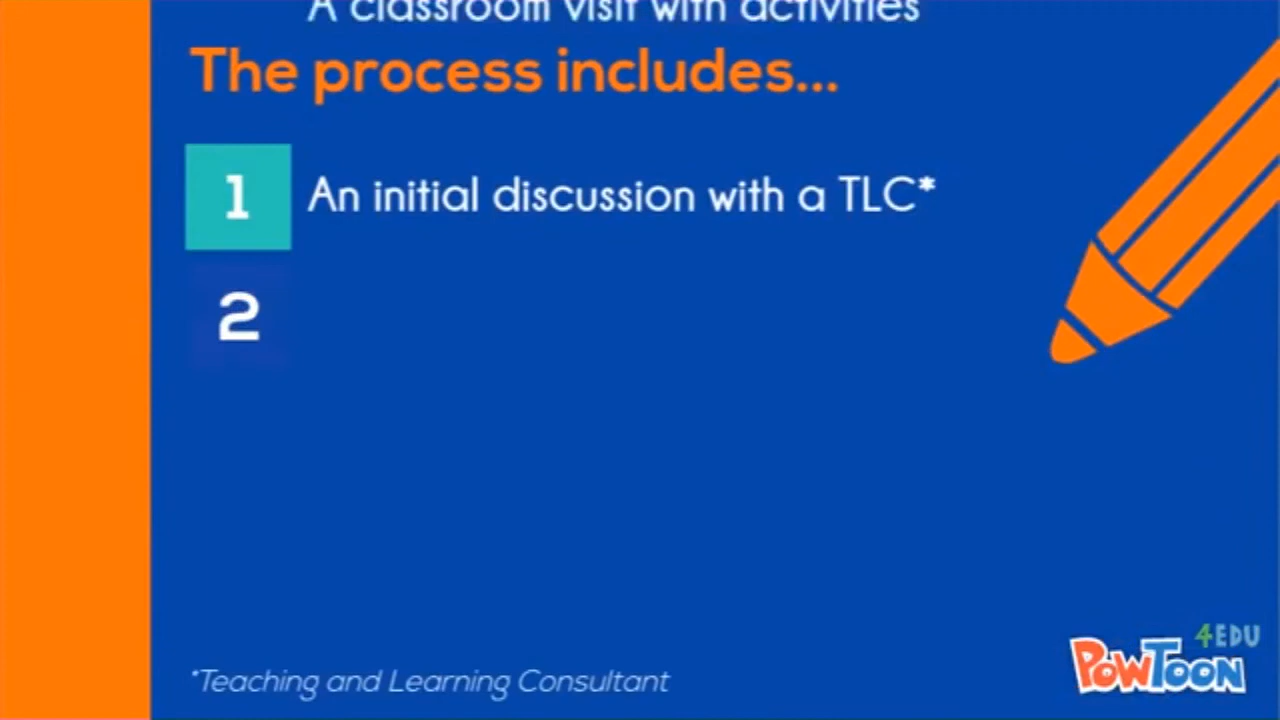 A classroom visit with activities
The process includes...
1
An initial discussion with a TLC*
2
*Teaching and Learning Consultant
4EDU
POWTOON